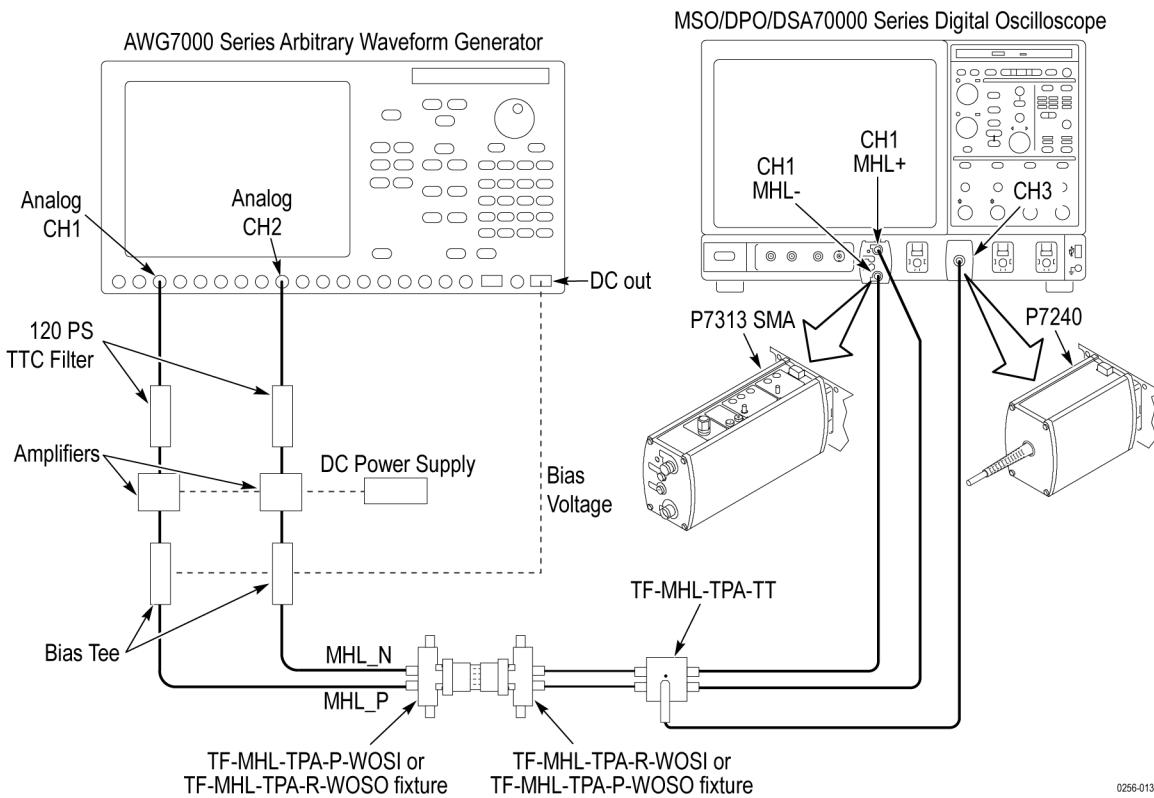 MSO/DPO/DSA70000 Series Digital Oscilloscope
AWG7000 Series Arbitrary Waveform Generator
CH1
MHL+
CH1
MHL-
CH3
Analog
CH1
Analog
CH2
DC out
120 PS
TTC Filter
P7313 SMA
P7240
Amplifiers
DC Power Supply
Bias
Voltage
TF-MHL-TPA-TT
Bias Tee
MHL_N
MHL_P
TF-MHL-TPA-P-WOSI or
TF-MHL-TPA-R-WOSO fixture
TF-MHL-TPA-R-WOSI or
TF-MHL-TPA-P-WOSO fixture
0256-013